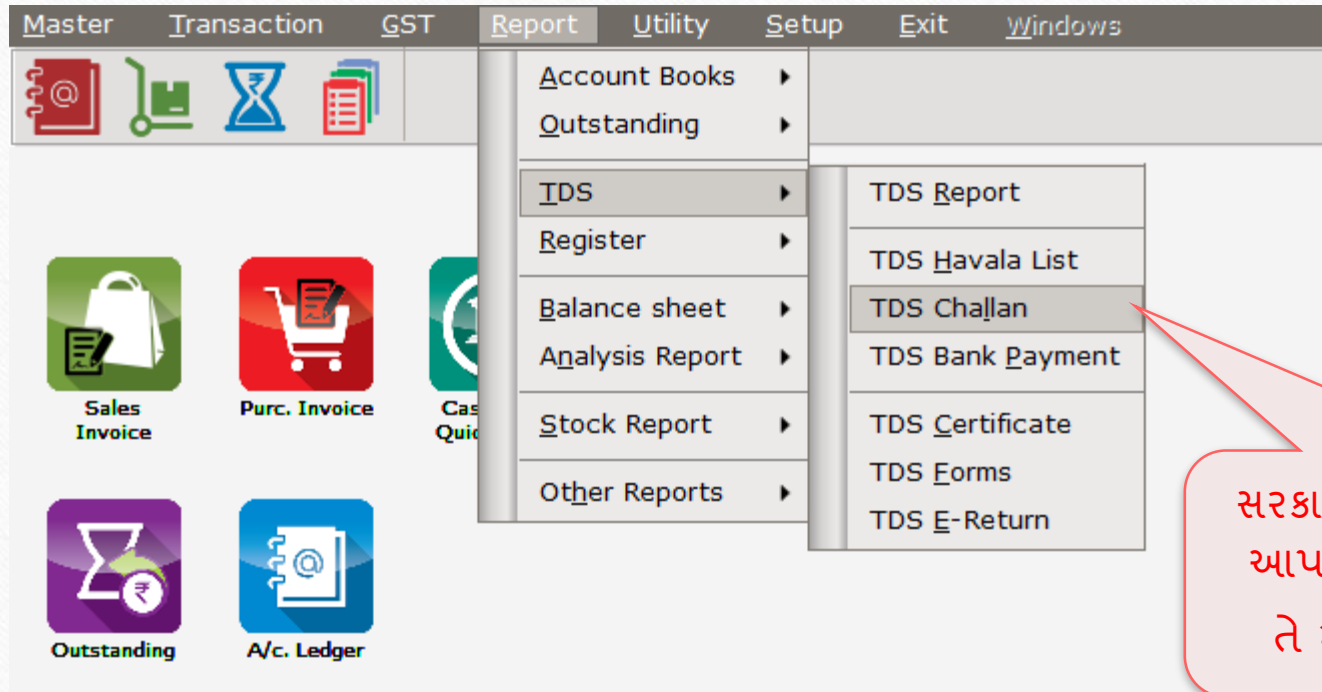 Master Transaction GST Report Utility Setup Exit Windows
Account Books
Outstanding
TDS
Register
Balance sheet
Analysis Report
Stock Report
Other Reports
TDS Report
TDS Havala List
TDS Challan
TDS Bank Payment
TDS Certificate
TDS Forms
TDS E-Return
Sales
Invoice
Purc. Invoice
Outstanding
A/c. Ledger
તે